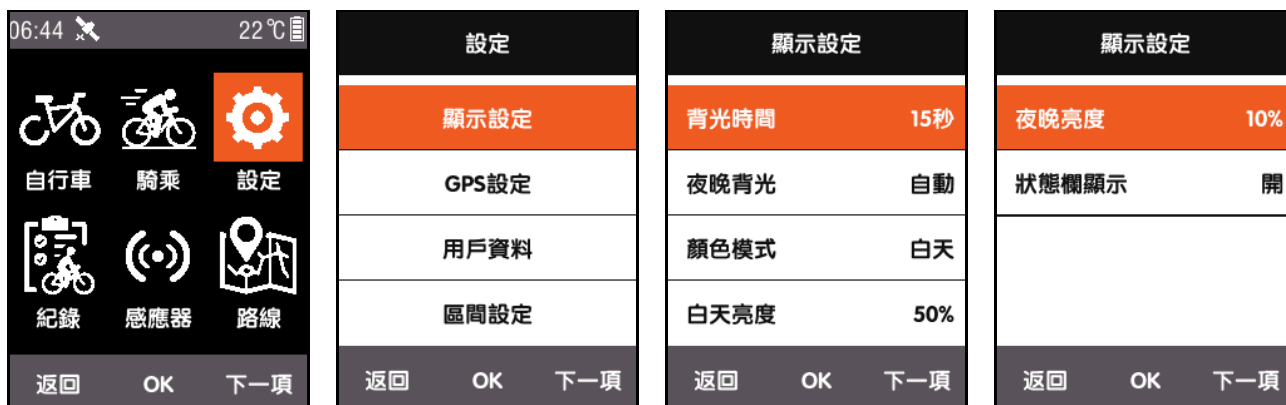 06:44 22℃
自行車 騎乘 設定
紀錄 感應器 路線
返回 OK 下一項
設定
顯示設定
GPS設定
用戶資料
區間設定
返回 OK 下一項
顯示設定
背光時間 15秒
夜晚背光 自動
顏色模式 白天
白天亮度 50%
返回 OK 下一項
顯示設定
夜晚亮度 10%
狀態欄顯示 開
返回 OK 下一項